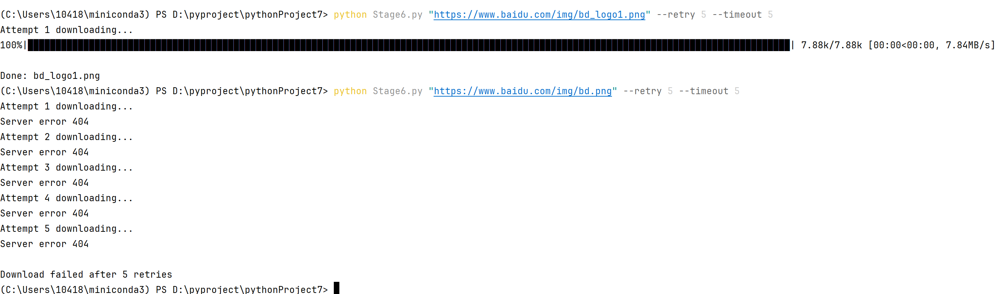 (C:\Users\10418\miniconda3) PS D:\pyproject\pythonProject7> python Stage6.py "https://www.baidu.com/img/bd_logo1.png" --retry 5 --timeout 5
Attempt 1 downloading...
100%|██████████| 7.88k/7.88k [00:00<00:00, 7.84MB/s]
Done: bd_logo1.png
(C:\Users\10418\miniconda3) PS D:\pyproject\pythonProject7> python Stage6.py "https://www.baidu.com/img/bd.png" --retry 5 --timeout 5
Attempt 1 downloading...
Server error 404
Attempt 2 downloading...
Server error 404
Attempt 3 downloading...
Server error 404
Attempt 4 downloading...
Server error 404
Attempt 5 downloading...
Server error 404
Download failed after 5 retries
(C:\Users\10418\miniconda3) PS D:\pyproject\pythonProject7>